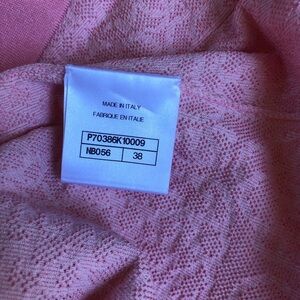 MADE IN ITALY
FABRIQUE EN ITALIE
P70386K10009
NB056 38